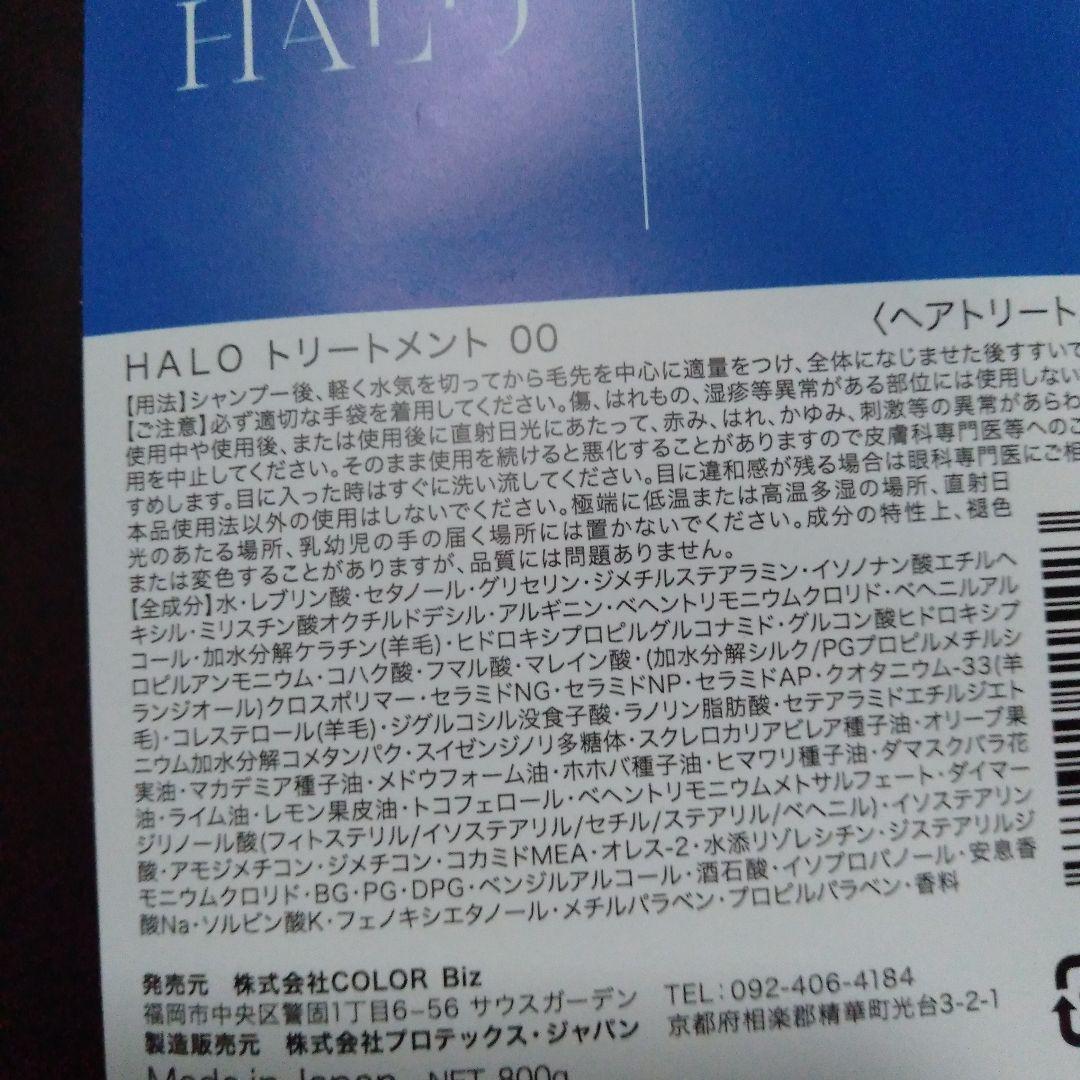 HALO
HALO トリートメント 00
〈ヘアトリート
【用法】シャンプー後、軽く水気を切ってから毛先を中心に適量をつけ、全体になじませた後すすいで
【ご注意】必ず適切な手袋を着用してください。傷、はれもの、湿疹等異常がある部位には使用しない
使用中や使用後、または使用後に直射日光にあたって、赤み、はれ、かゆみ、刺激等の異常があらわ
用を中止してください。そのまま使用を続けると悪化することがありますので皮膚科専門医等へのご
すめします。目に入った時はすぐに洗い流してください。目に違和感が残る場合は眼科専門医にご相
本品使用法以外の使用はしないでください。極端に低温または高温多湿の場所、直射日
光のあたる場所、乳幼児の手の届く場所には置かないでください。成分の特性上、褪色
または変色することがありますが、品質には問題ありません。
【全成分】水・レブリン酸・セタノール・グリセリン・ジメチルステアラミン・イソノナン酸エチルヘ
キシル・ミリスチン酸オクチルドデシル・アルギニン・ベヘントリモニウムクロリド・ベヘニルアル
コール・加水分解ケラチン(羊毛)・ヒドロキシプロピルグルコナミド・グルコン酸ヒドロキシプ
ロピルアンモニウム・コハク酸・フマル酸・マレイン酸・(加水分解シルク/PGプロピルメチルシ
ランジオール)クロスポリマー・セラミドNG・セラミドNP・セラミドAP・クオタニウム-33(羊
毛)・コレステロール(羊毛)・ジグルコシル没食子酸・ラノリン脂肪酸・セテアラミドエチルジエト
ニウム加水分解コメタンパク・スイゼンジノリ多糖体・スクレロカリアビレア種子油・オリーブ果
実油・マカデミア種子油・メドウフォーム油・ホホバ種子油・ヒマワリ種子油・ダマスクバラ花
油・ライム油・レモン果皮油・トコフェロール・ベヘントリモニウムメトサルフェート・ダイマー
ジリノール酸(フィトステリル/イソステアリル/セチル/ステアリル/ベヘニル)・イソステアリン
酸・アモジメチコン・ジメチコン・コカミドMEA・オレス-2・水添リゾレシチン・ジステアリルジ
モニウムクロリド・BG・PG・DPG・ベンジルアルコール・酒石酸・イソプロパノール・安息香
酸Na・ソルビン酸K・フェノキシエタノール・メチルパラベン・プロピルパラベン・香料
発売元 株式会社COLOR Biz
福岡市中央区警固1丁目6-56 サウスガーデン TEL:092-406-4184
製造販売元 株式会社プロテックス・ジャパン 京都府相楽郡精華町光台3-2-1
Made in Japan NET 800g